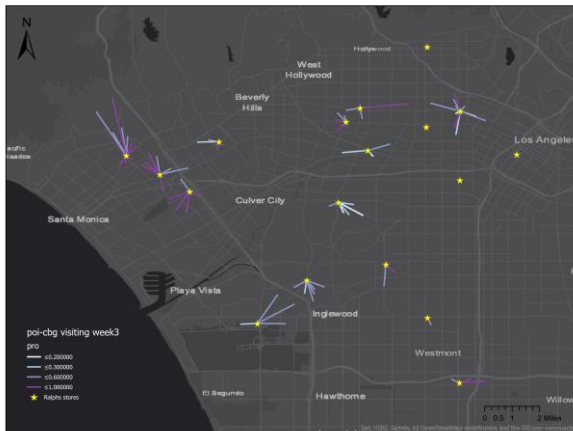 N
Hollywood
West
Hollywood
Beverly
Hills
Los Angeles
Culver City
Santa Monica
Playa Vista
Inglewood
Westmont
El Segundo
Hawthorne
Willow
poi-cbg visiting week3
pro
≤0.200000
≤0.300000
≤0.600000
≤1.000000
Ralphs stores
0 0.5 1 2 Miles